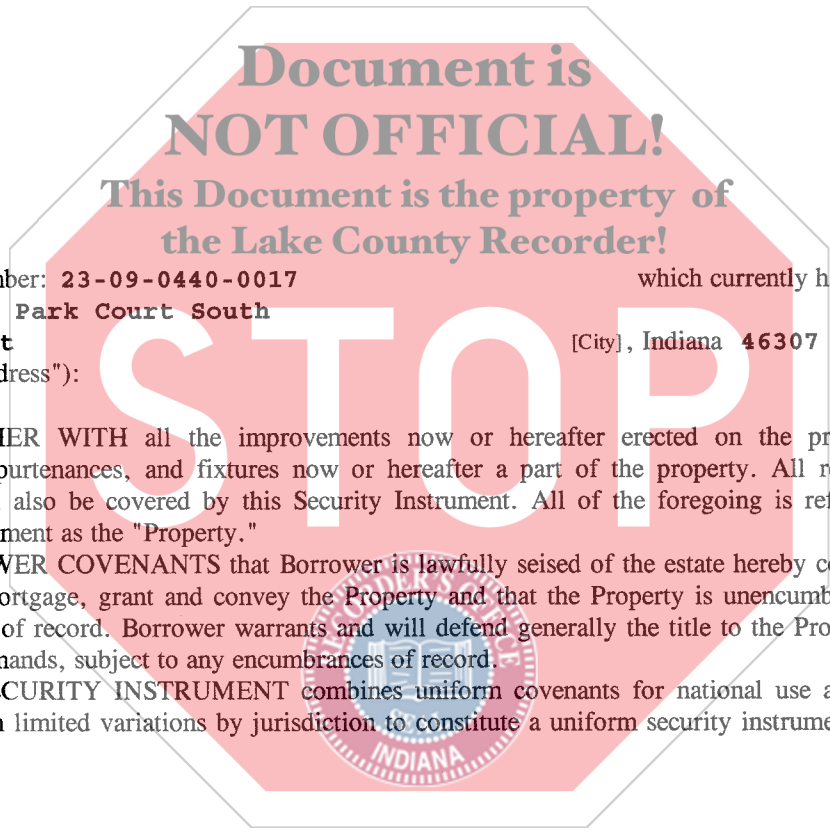 Document is
NOT OFFICIAL!
This Document is the property of
the Lake County Recorder!
ber: 23-09-0440-0017 which currently h
Park Court South
t [City], Indiana 46307
dress"):
STOP
ER WITH all the improvements now or hereafter erected on the pr
purtenances, and fixtures now or hereafter a part of the property. All r
also be covered by this Security Instrument. All of the foregoing is ref
ment as the "Property."
WER COVENANTS that Borrower is lawfully seised of the estate hereby c
ortgage, grant and convey the Property and that the Property is unencumb
of record. Borrower warrants and will defend generally the title to the Pro
nands, subject to any encumbrances of record.
CURITY INSTRUMENT combines uniform covenants for national use a
limited variations by jurisdiction to constitute a uniform security instrume
RECORDER'S OFFICE
INDIANA